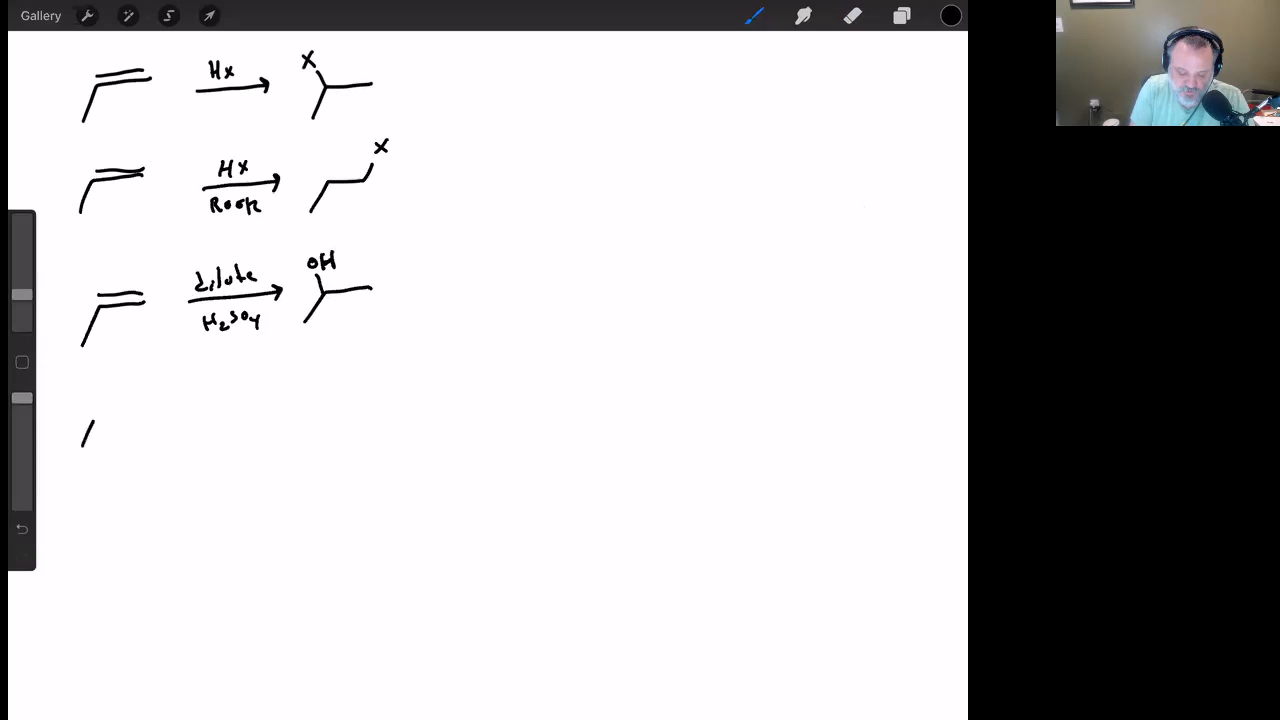 Gallery
HX
X
HX
ROOR
X
dilute
H2SO4
OH